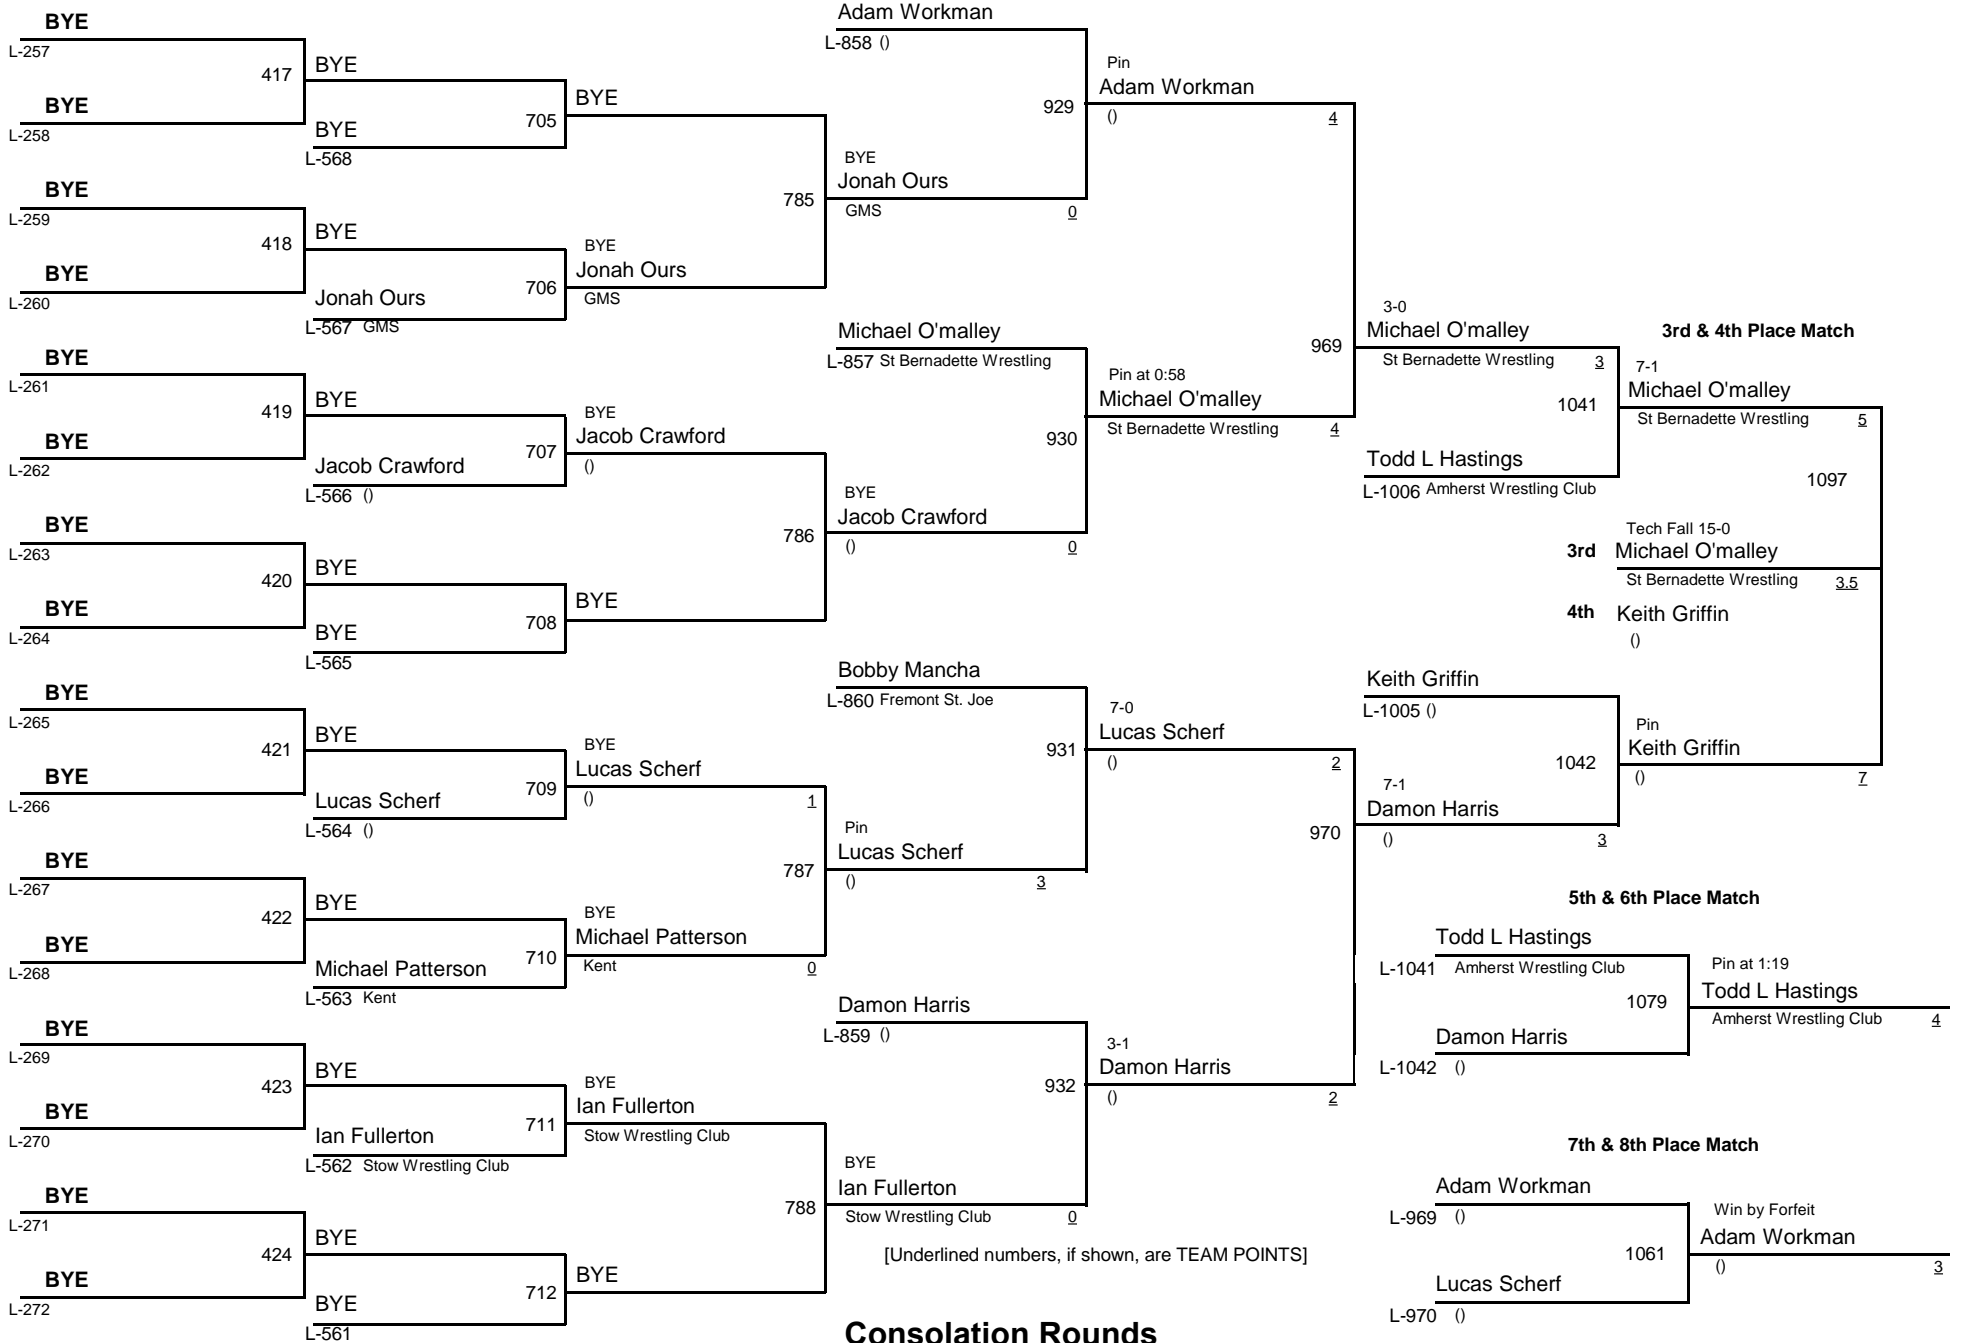 BYE
L-257
417
BYE
L-258
BYE
L-259
418
BYE
L-260
BYE
L-261
419
BYE
L-262
BYE
L-263
420
BYE
L-264
BYE
L-265
421
BYE
L-266
BYE
L-267
422
BYE
L-268
BYE
L-269
423
BYE
L-270
BYE
L-271
424
BYE
L-272
BYE
705
BYE
L-568
BYE
706
Jonah Ours
L-567 GMS
BYE
707
Jacob Crawford
L-566 ()
BYE
708
BYE
L-565
BYE
709
Lucas Scherf
L-564 ()
BYE
710
Michael Patterson
L-563 Kent
BYE
711
Ian Fullerton
L-562 Stow Wrestling Club
BYE
712
BYE
L-561
BYE
785
BYE
Jonah Ours
GMS
BYE
Jacob Crawford
()
786
BYE
BYE
Lucas Scherf
() 1
787
BYE
Michael Patterson
Kent 0
BYE
Ian Fullerton
Stow Wrestling Club
788
BYE
Adam Workman
L-858 ()
929
BYE
Jonah Ours
GMS 0
Michael O'malley
L-857 St Bernadette Wrestling
930
BYE
Jacob Crawford
() 0
Bobby Mancha
L-860 Fremont St. Joe
931
Pin
Lucas Scherf
() 3
Damon Harris
L-859 ()
932
BYE
Ian Fullerton
Stow Wrestling Club 0
Pin
Adam Workman
() 4
969
Pin at 0:58
Michael O'malley
St Bernadette Wrestling 4
7-0
Lucas Scherf
() 2
970
3-1
Damon Harris
() 2
3-0
Michael O'malley
St Bernadette Wrestling 3
1041
Todd L Hastings
L-1006 Amherst Wrestling Club
Keith Griffin
L-1005 ()
1042
7-1
Damon Harris
() 3
3rd & 4th Place Match
7-1
Michael O'malley
St Bernadette Wrestling 5
1097
Tech Fall 15-0
3rd Michael O'malley
St Bernadette Wrestling 3.5
4th Keith Griffin
()
Pin
Keith Griffin
() 7
5th & 6th Place Match
Todd L Hastings
L-1041 Amherst Wrestling Club
1079
Damon Harris
L-1042 ()
Pin at 1:19
Todd L Hastings
Amherst Wrestling Club 4
7th & 8th Place Match
Adam Workman
L-969 ()
1061
Lucas Scherf
L-970 ()
Win by Forfeit
Adam Workman
() 3
[Underlined numbers, if shown, are TEAM POINTS]
Consolation Rounds